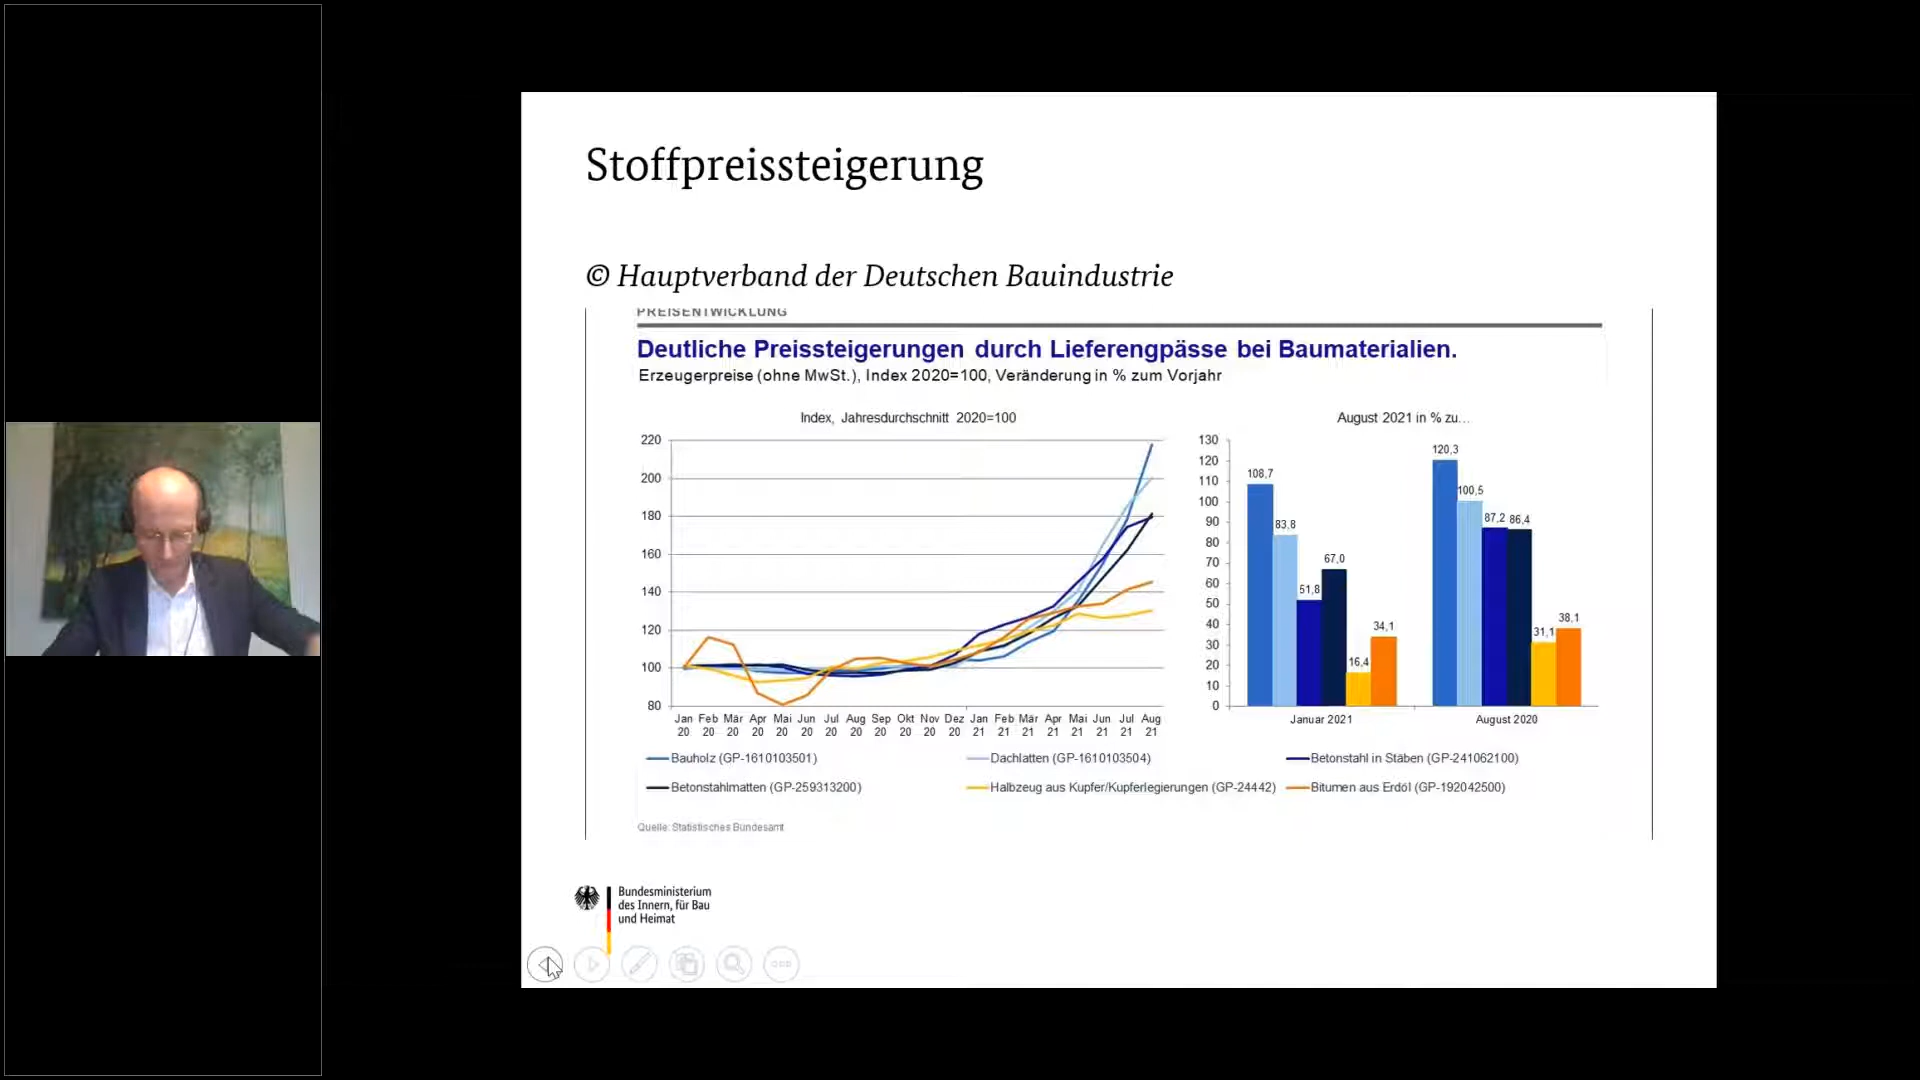 Stoffpreissteigerung
© Hauptverband der Deutschen Bauindustrie
PREISENTWICKLUNG
Deutliche Preissteigerungen durch Lieferengpässe bei Baumaterialien.
Erzeugerpreise (ohne MwSt.), Index 2020=100, Veränderung in % zum Vorjahr
Index, Jahresdurchschnitt 2020=100
220
200
180
160
140
120
100
80
Jan Feb Mär Apr Mai Jun Jul Aug Sep Okt Nov Dez Jan Feb Mär Apr Mai Jun Jul Aug
20 20 20 20 20 20 20 20 20 20 20 20 21 21 21 21 21 21 21 21
August 2021 in % zu...
130
120
110
100
90
80
70
60
50
40
30
20
10
0
108,7
83,8
51,8
67,0
16,4
34,1
120,3
100,5
87,2
86,4
31,1
38,1
Januar 2021
August 2020
Bauholz (GP-1610103501)
Dachlatten (GP-1610103504)
Betonstahl in Stäben (GP-241062100)
Betonstahlmatten (GP-259313200)
Halbzeug aus Kupfer/Kupferlegierungen (GP-24442)
Bitumen aus Erdöl (GP-192042500)
Quelle: Statistisches Bundesamt
Bundesministerium
des Innern, für Bau
und Heimat